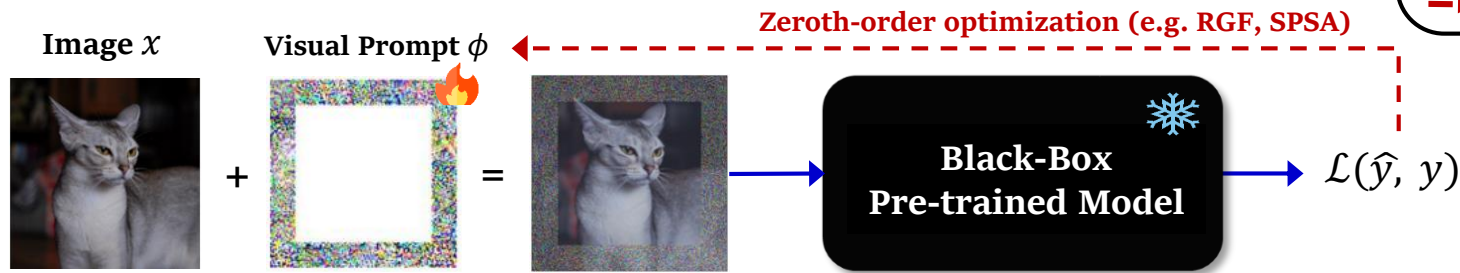 Zeroth-order optimization (e.g. RGF, SPSA)
Image 𝑥
Visual Prompt 𝜙
+
=
Black-Box
Pre-trained Model
ℒ(ŷ, 𝑦)